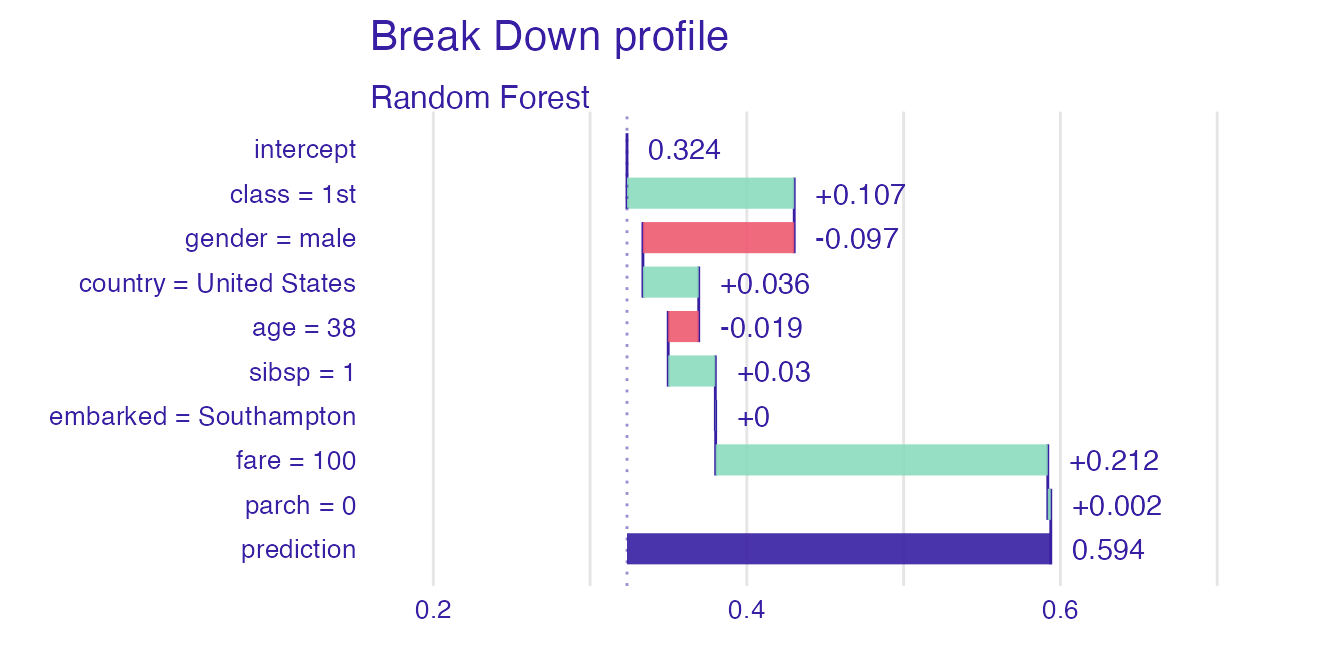 Break Down profile
Random Forest
intercept 0.324
class = 1st +0.107
gender = male -0.097
country = United States +0.036
age = 38 -0.019
sibsp = 1 +0.03
embarked = Southampton +0
fare = 100 +0.212
parch = 0 +0.002
prediction 0.594
0.2 0.4 0.6